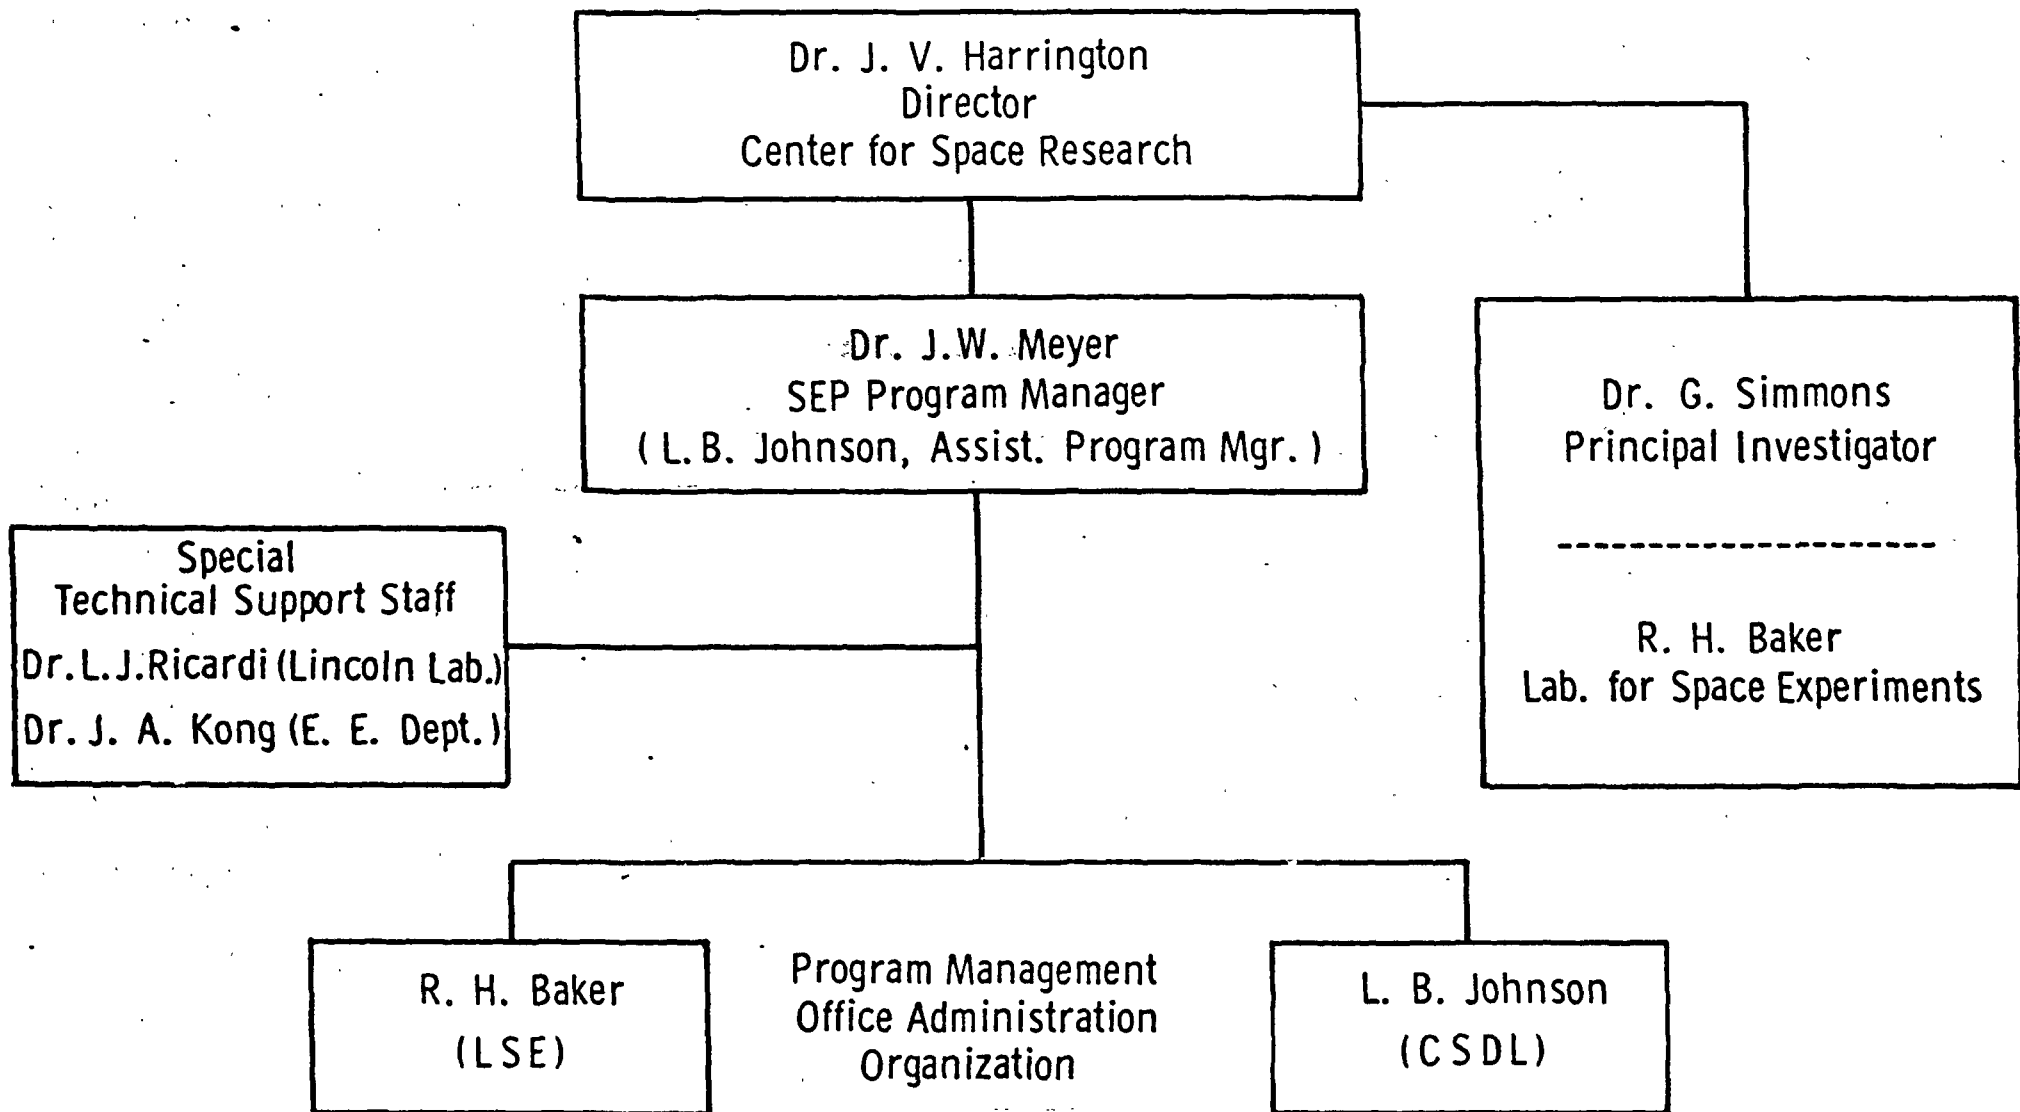 Dr. J. V. Harrington
Director
Center for Space Research
Dr. J.W. Meyer
SEP Program Manager
( L. B. Johnson, Assist. Program Mgr. )
Dr. G. Simmons
Principal Investigator
R. H. Baker
Lab. for Space Experiments
Special
Technical Support Staff
Dr. L.J.Ricardi (Lincoln Lab.)
Dr. J. A. Kong (E. E. Dept.)
R. H. Baker
(LSE)
Program Management
Office Administration
Organization
L. B. Johnson
(CSDL)